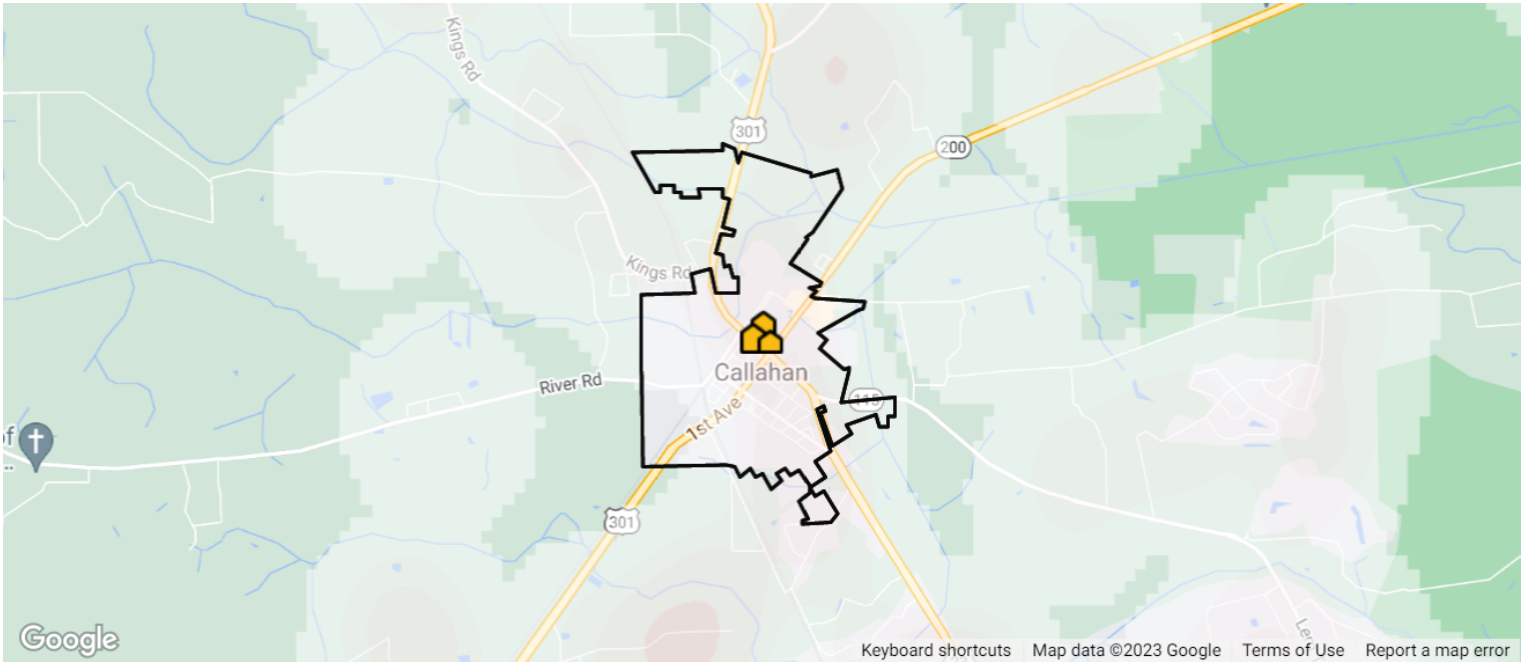 Kings Rd
301
200
Kings Rd
River Rd
Callahan
115
1st Ave
of
...
301
Google
Keyboard shortcuts Map data ©2023 Google Terms of Use Report a map error